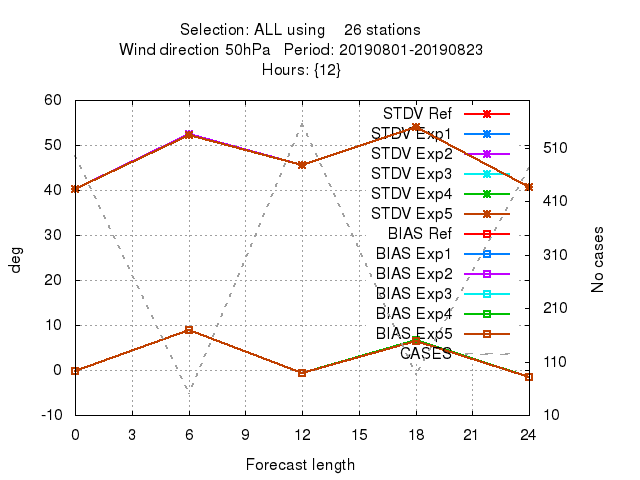 Selection: ALL using    26 stations
Wind direction 50hPa   Period: 20190801-20190823
Hours: {12}
60
50
40
30
20
10
0
-10
deg
STDV Ref
STDV Exp1
STDV Exp2
STDV Exp3
STDV Exp4
STDV Exp5
BIAS Ref
BIAS Exp1
BIAS Exp2
BIAS Exp3
BIAS Exp4
BIAS Exp5
CASES
510
410
310
210
110
10
No cases
0 3 6 9 12 15 18 21 24
Forecast length